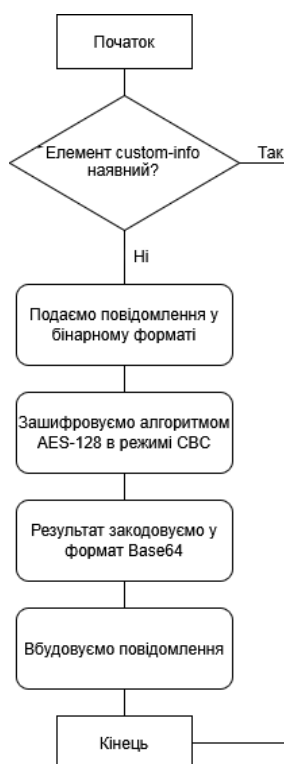 Початок
Елемент custom-info
наявний?
Так
Ні
Подаємо повідомлення у
бінарному форматі
Зашифровуємо алгоритмом
AES-128 в режимі CBC
Результат закодовуємо у
формат Base64
Вбудовуємо повідомлення
Кінець